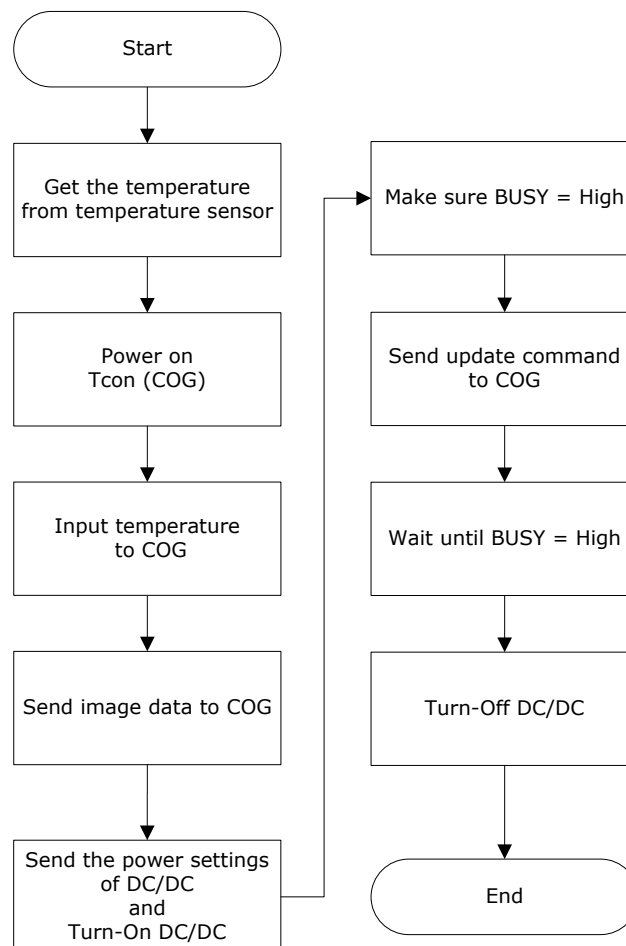 Start
Get the temperature
from temperature sensor
Power on
Tcon (COG)
Input temperature
to COG
Send image data to COG
Send the power settings
of DC/DC
and
Turn-On DC/DC
Make sure BUSY = High
Send update command
to COG
Wait until BUSY = High
Turn-Off DC/DC
End